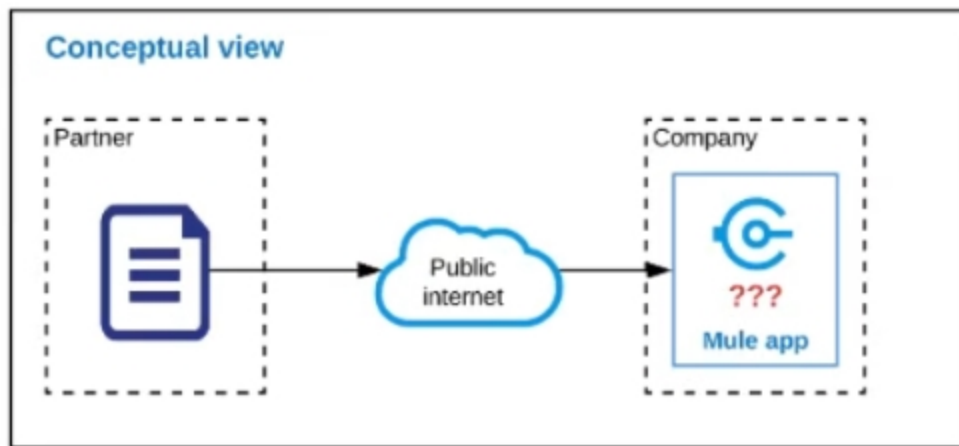 Conceptual view
Partner
Company
Public
internet
???
Mule app